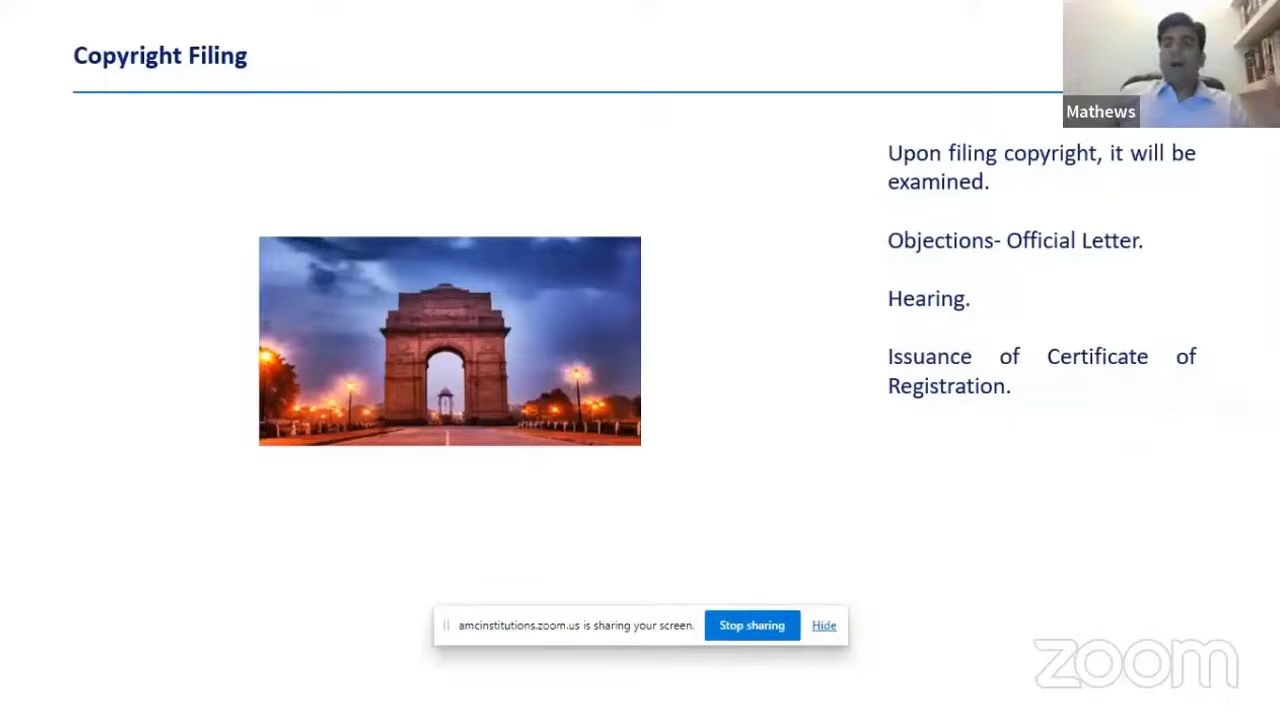 Copyright Filing
Mathews
Upon filing copyright, it will be
examined.
Objections- Official Letter.
Hearing.
Issuance of Certificate of
Registration.
amcinstitutions.zoom.us is sharing your screen. Stop sharing Hide
zoom